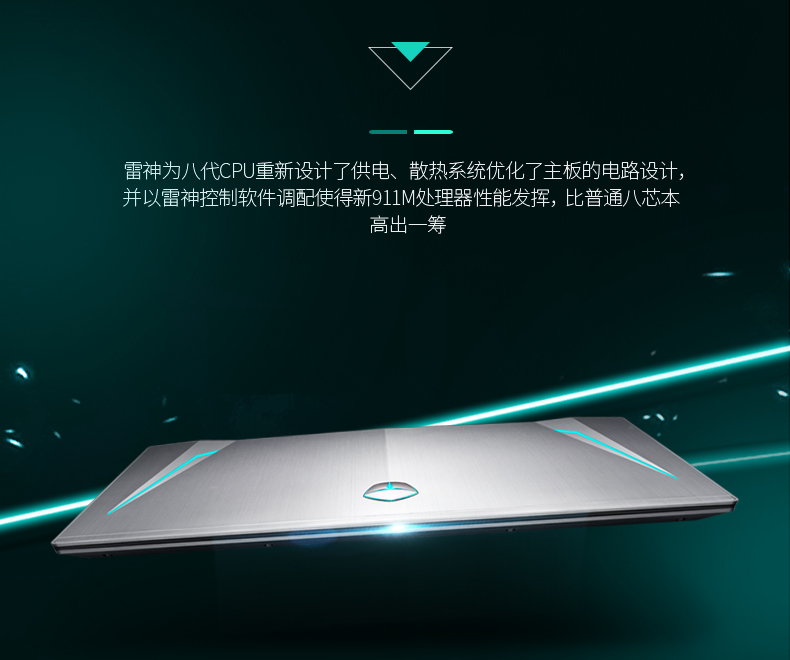 雷神为八代CPU重新设计了供电、散热系统优化了主板的电路设计，
并以雷神控制软件调配使得新911M处理器性能发挥，比普通八芯本
高出一筹